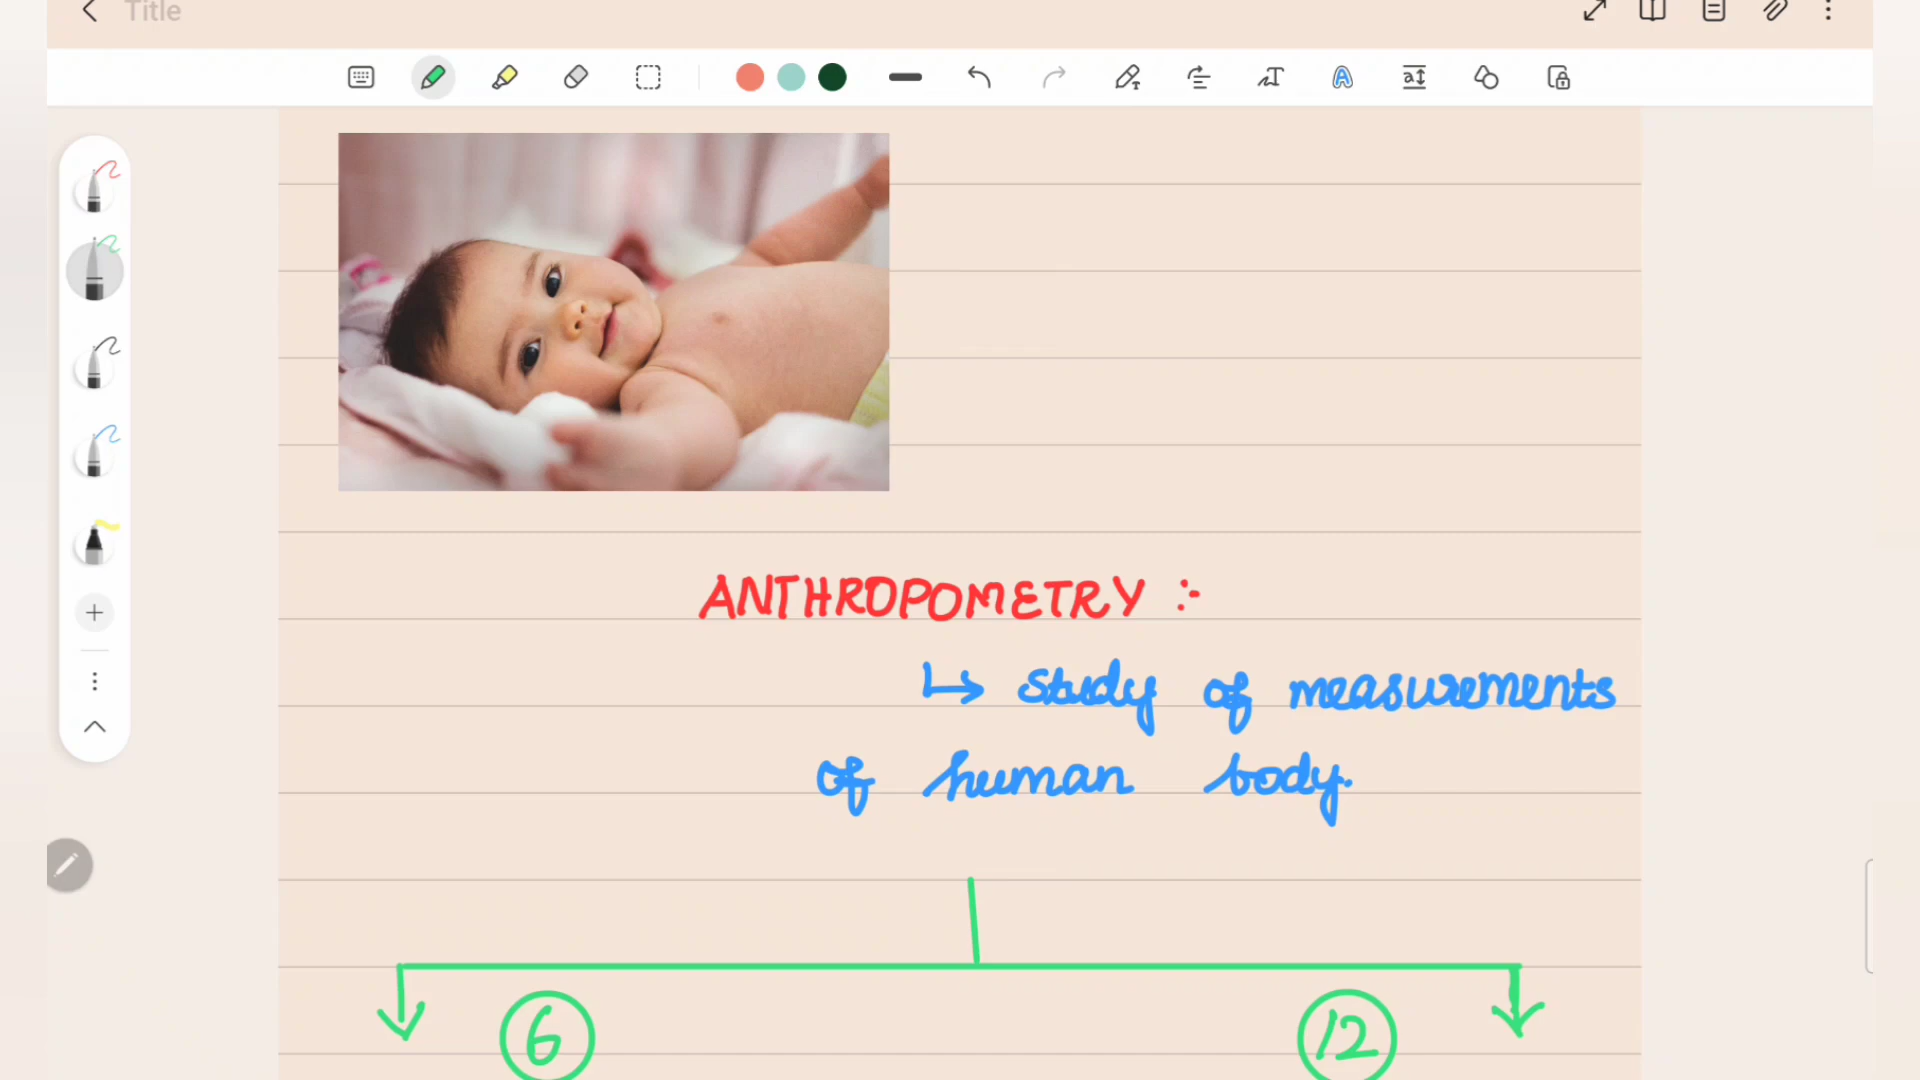 Title
ANTHROPOMETRY :-
↳ study of measurements
of human body.
6 12